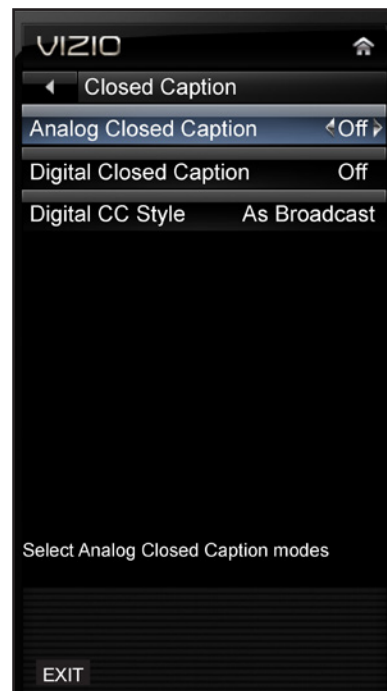 VIZIO
Closed Caption
Analog Closed Caption Off
Digital Closed Caption Off
Digital CC Style As Broadcast
Select Analog Closed Caption modes
EXIT